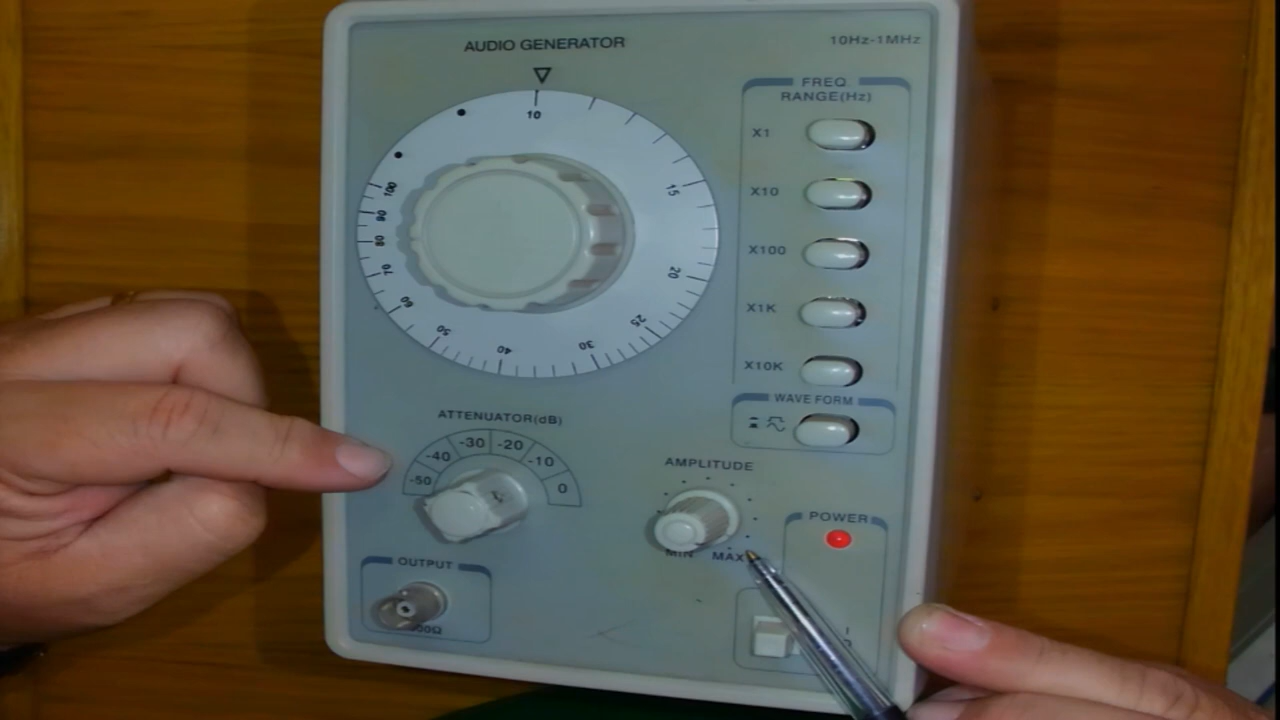 AUDIO GENERATOR
10Hz-1MHz
FREQ
RANGE(Hz)
X1
X10
X100
X1K
X10K
10
15
20
25
30
40
50
60
70
80
90
100
WAVE FORM
ATTENUATOR(dB)
-50
-40
-30
-20
-10
0
AMPLITUDE
MIN
MAX
POWER
OUTPUT